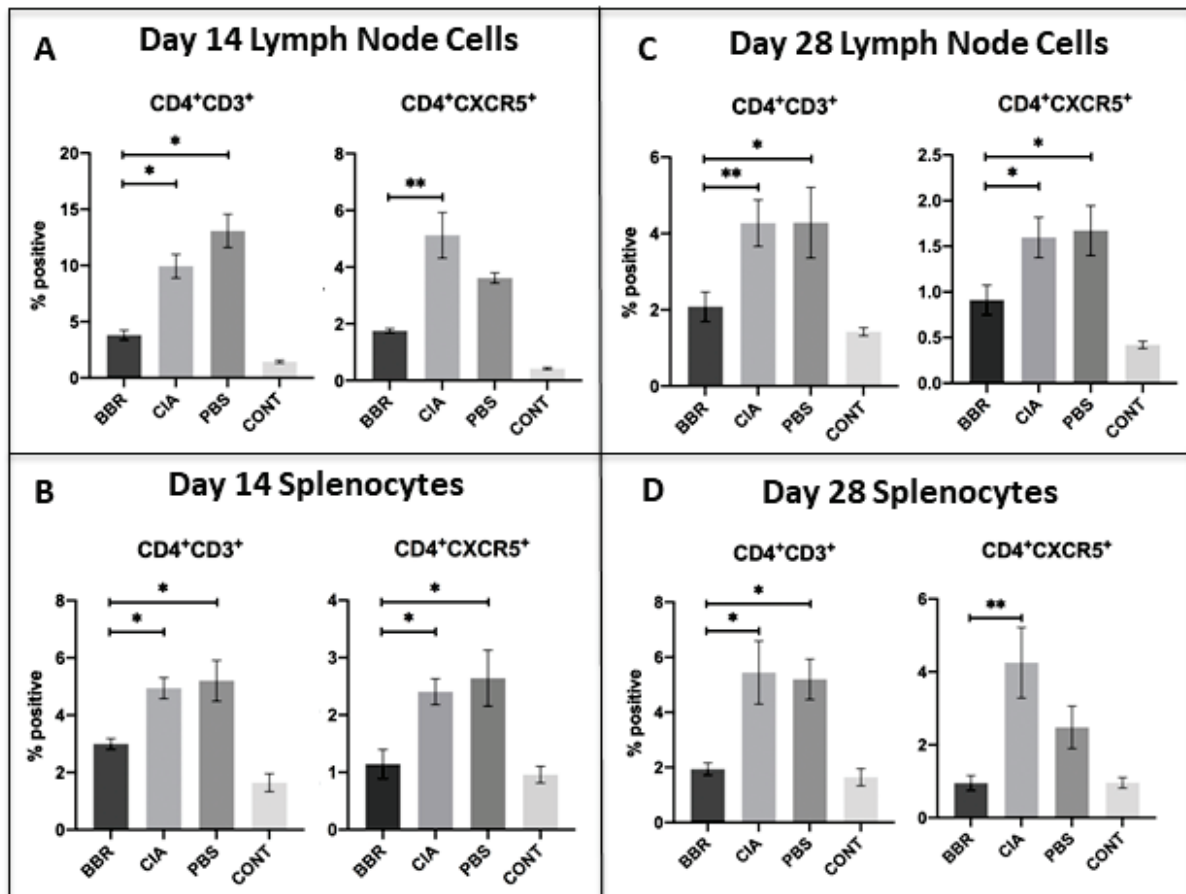 A
Day 14 Lymph Node Cells
CD4⁺CD3⁺
CD4⁺CXCR5⁺
% positive
20
15
10
5
0
*
*
BBR
CIA
PBS
CONT
8
6
4
2
0
**
BBR
CIA
PBS
CONT
C
Day 28 Lymph Node Cells
CD4⁺CD3⁺
CD4⁺CXCR5⁺
% positive
6
4
2
0
*
**
BBR
CIA
PBS
CONT
2.5
2.0
1.5
1.0
0.5
0.0
*
*
BBR
CIA
PBS
CONT
B
Day 14 Splenocytes
CD4⁺CD3⁺
CD4⁺CXCR5⁺
% positive
8
6
4
2
0
*
*
BBR
CIA
PBS
CONT
4
3
2
1
0
*
*
BBR
CIA
PBS
CONT
D
Day 28 Splenocytes
CD4⁺CD3⁺
CD4⁺CXCR5⁺
% positive
8
6
4
2
0
*
*
BBR
CIA
PBS
CONT
6
4
2
0
**
BBR
CIA
PBS
CONT